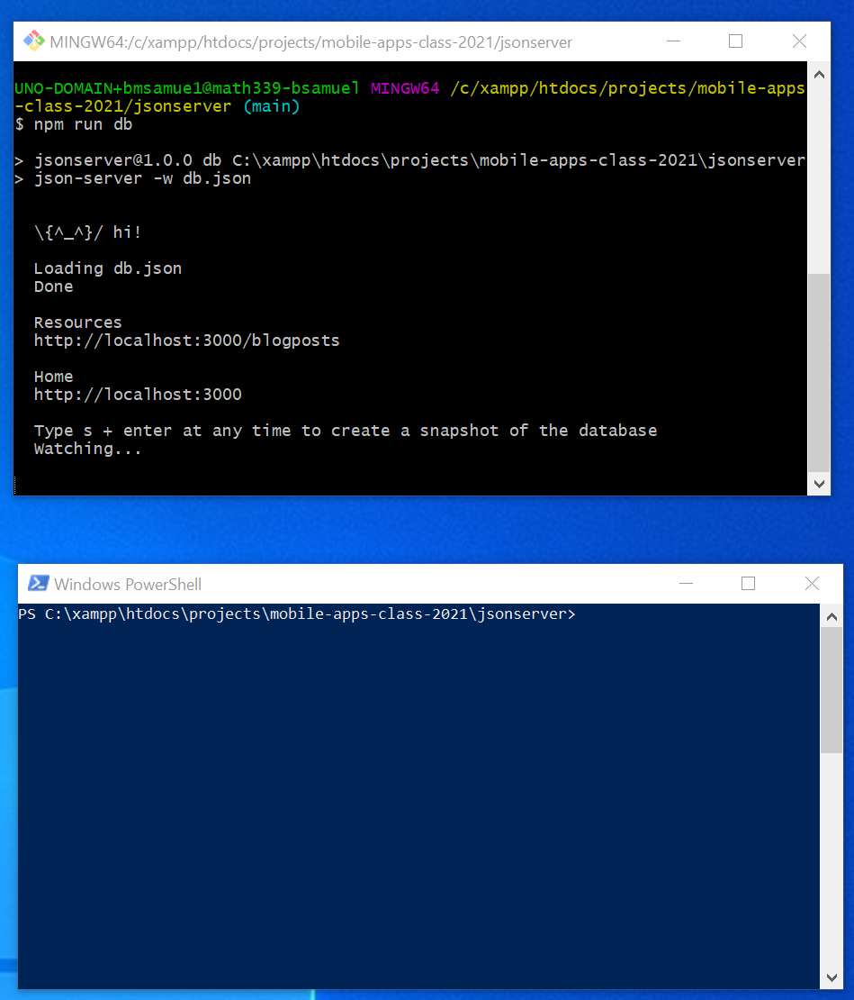 MINGW64:/c/xampp/htdocs/projects/mobile-apps-class-2021/jsonserver
UNO-DOMAIN+bmsamue1@math339-bsamuel MINGW64 /c/xampp/htdocs/projects/mobile-apps
-class-2021/jsonserver (main)
$ npm run db
> jsonserver@1.0.0 db C:\xampp\htdocs\projects\mobile-apps-class-2021\jsonserver
> json-server -w db.json
\{^_^}/ hi!
Loading db.json
Done
Resources
http://localhost:3000/blogposts
Home
http://localhost:3000
Type s + enter at any time to create a snapshot of the database
Watching...
Windows PowerShell
PS C:\xampp\htdocs\projects\mobile-apps-class-2021\jsonserver>